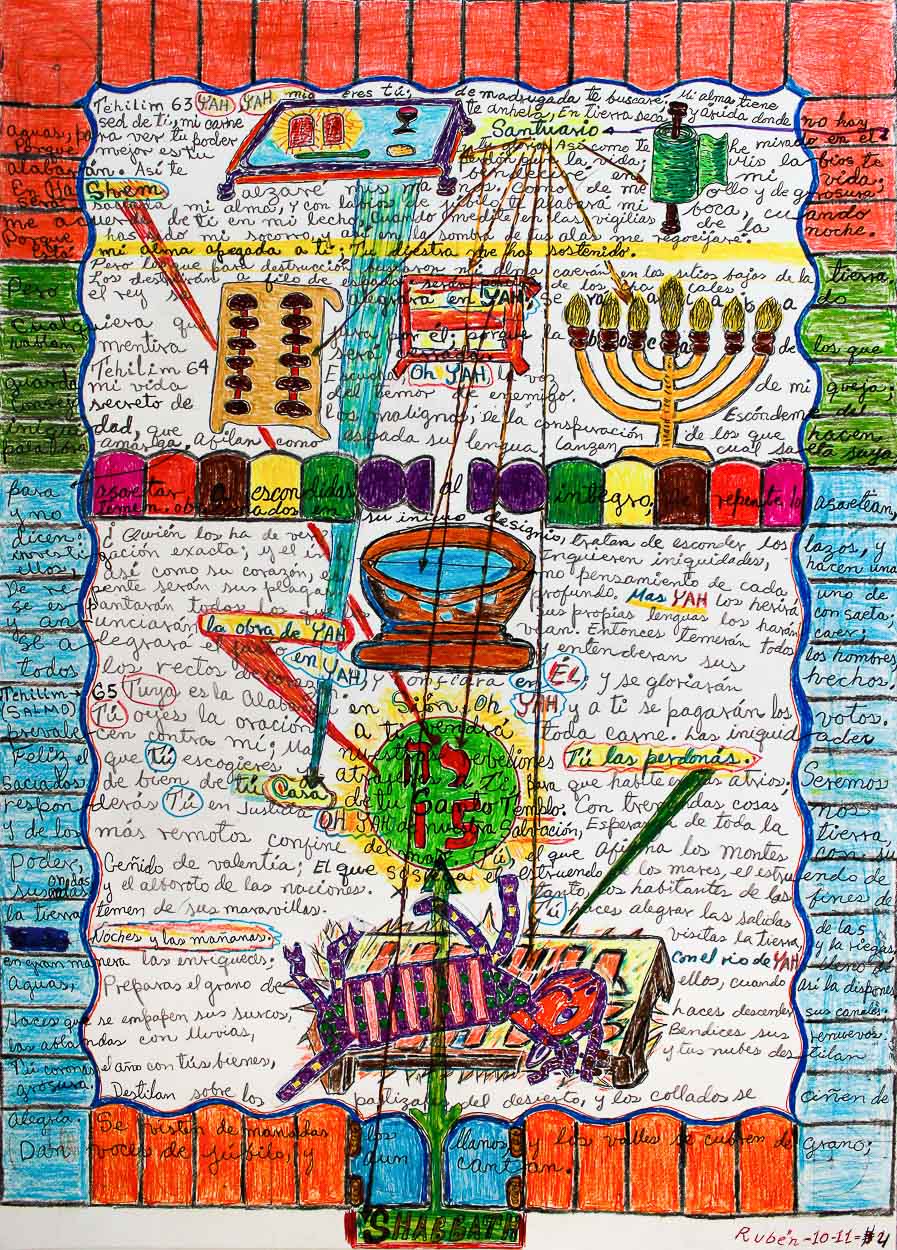 Tehilim 63 YAH, YAH mio eres tú; de madrugada te buscaré; Mi alma tiene
sed de ti, mi carne te anhela, En tierra seca y árida donde no hay
aguas, para ver tu poder y tu gloria Así como te he mirado en el Santuario
Porque mejor es tu que la vida; mis labios te
alabarán. Así te bendeciré en mi vida;
Shem alzaré mis manos. Como de meollo y de grosura
será saciada mi alma, y con labios de júbilo te alabará mi boca, cuando
me acuerde de ti en mi lecho, Cuando medite en las vigilias de la noche.
Porque has sido mi socorro, y así en la sombra de tus alas me regocijaré.
Está mi alma apegada a ti; Tu diestra me ha sostenido.
Pero los que para destrucción buscaron mi alma caerán en los sitios bajos de la tierra
Los destruirán a filo de espada serán de los chacales.
Pero el rey se alegrará en YAH, Será alabado
Cualquiera que jura por él; porque la boca de los que
hablan mentira será cerrada.
Tehilim 64 Escucha, Oh YAH, la voz de mi queja;
guarda mi vida del temor de enemigo. Escóndeme del
consejo secreto de los malignos, De la conspiración de los que hacen
iniquidad, que afilan como espada su lengua lanzan cual saeta suya
para amarga
para asaetar a escondidas al íntegro, de repente lo asaetean,
y no temen. obstinados en su inicuo designio, tratan de esconder los lazos, y
dicen: ¿Quién los ha de ver Inquieren iniquidades, hacen una
investigación exacta; y el ín mo pensamiento de cada uno de
ellos, así como su corazón, es profundo. Mas YAH los herirá con saeta,
De repente serán sus plagas sus propias lenguas los harán caer;
Se espantarán todos los que vean. Entonces temerán todos los hombres
y anunciarán la obra de YAH y entenderán sus hechos.
Se alegrará el justo en YAH, y confiará en ÉL, y se gloriarán
todos los rectos de corazón.
Tehilim (SALMO) 65 Tuya es la Alabanza en Sión, Oh YAH y a ti se pagarán los votos.
Tú oyes la oración A ti vendrá toda carne. Las iniquidades
prevalecen contra mí; Mas nuestras rebeliones Tú las perdonás.
Feliz el que Tú escogieres atrajeres a Ti, Para que habite en tus atrios. Seremos
saciados de bien de tú Casa de tu Santo Templo. Con tremendas cosas nos
responderás Tú en Justicia OH YAH de nuestra Salvación, Esperanza de toda la tierra,
y de los más remotos confines del mar. Tú, el que Afirma los montes con su
Poder, Ceñido de valentía; El que sosiega el estruendo de los mares, el estruendo de
sus ondas y el alboroto de las naciones. Por tanto, los habitantes de los fines de
la tierra temen de sus maravillas. Tú haces alegrar las salidas de las
Noches y las mañanas. visitas la tierra, y la riegas;
en gran manera las enriqueces; Con el río de YAH lleno de
Aguas, Preparas el grano de ellos, cuando así la dispones
Haces que se empapen sus surcos, haces descender sus canales.
las ablandas con lluvias, Bendices sus renuevos.
Tú coronas el año con tús bienes, y tus nubes destilan
grosura. Destilan sobre los pastizales del desierto, y los collados se ciñen de
Alegría. Se visten de manadas los llanos, y los valles se cubren de grano;
Dan voces de júbilo, y aun cantan.
SHABBATH
Rubén-10-11=#4